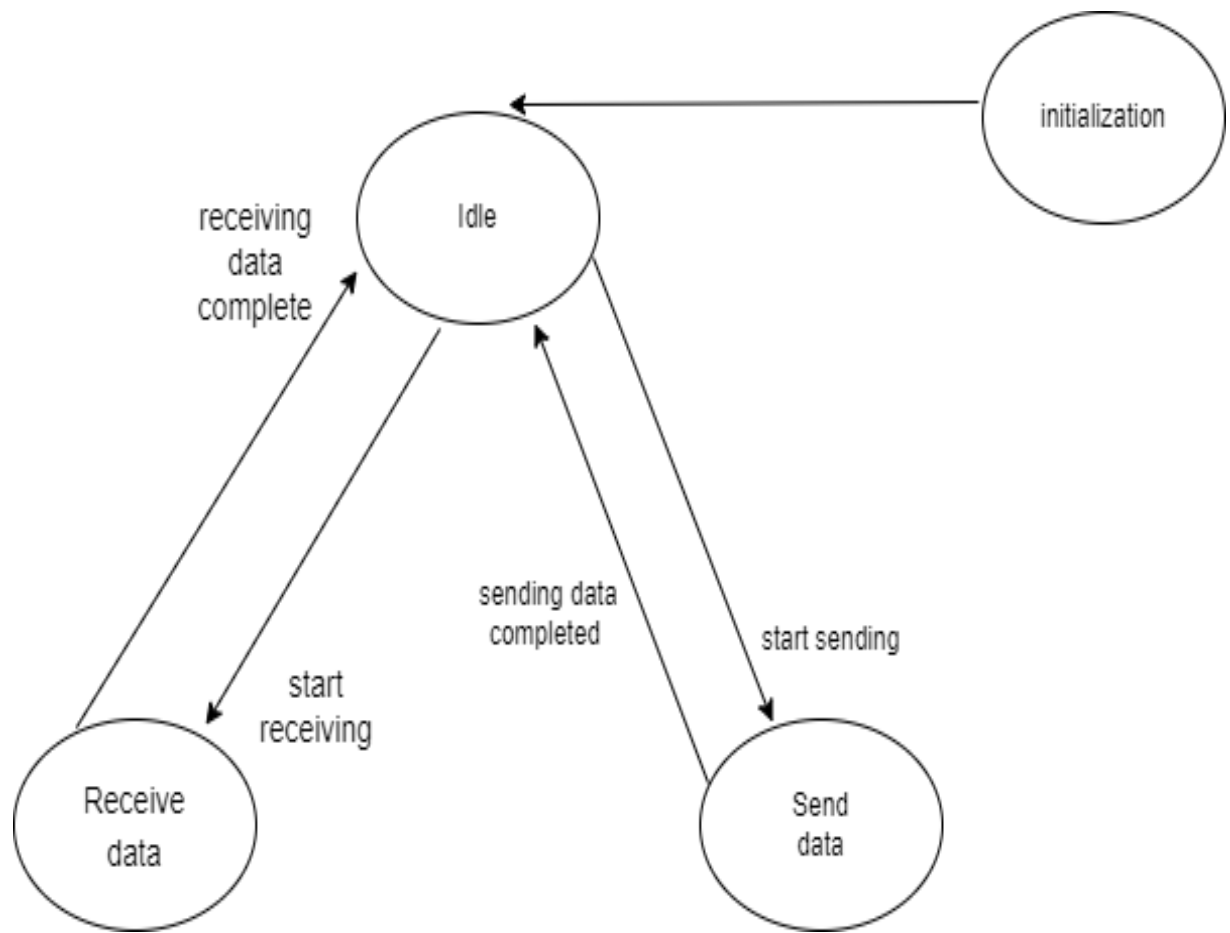 initialization
Idle
receiving
data
complete
sending data
completed
start sending
start
receiving
Receive
data
Send
data